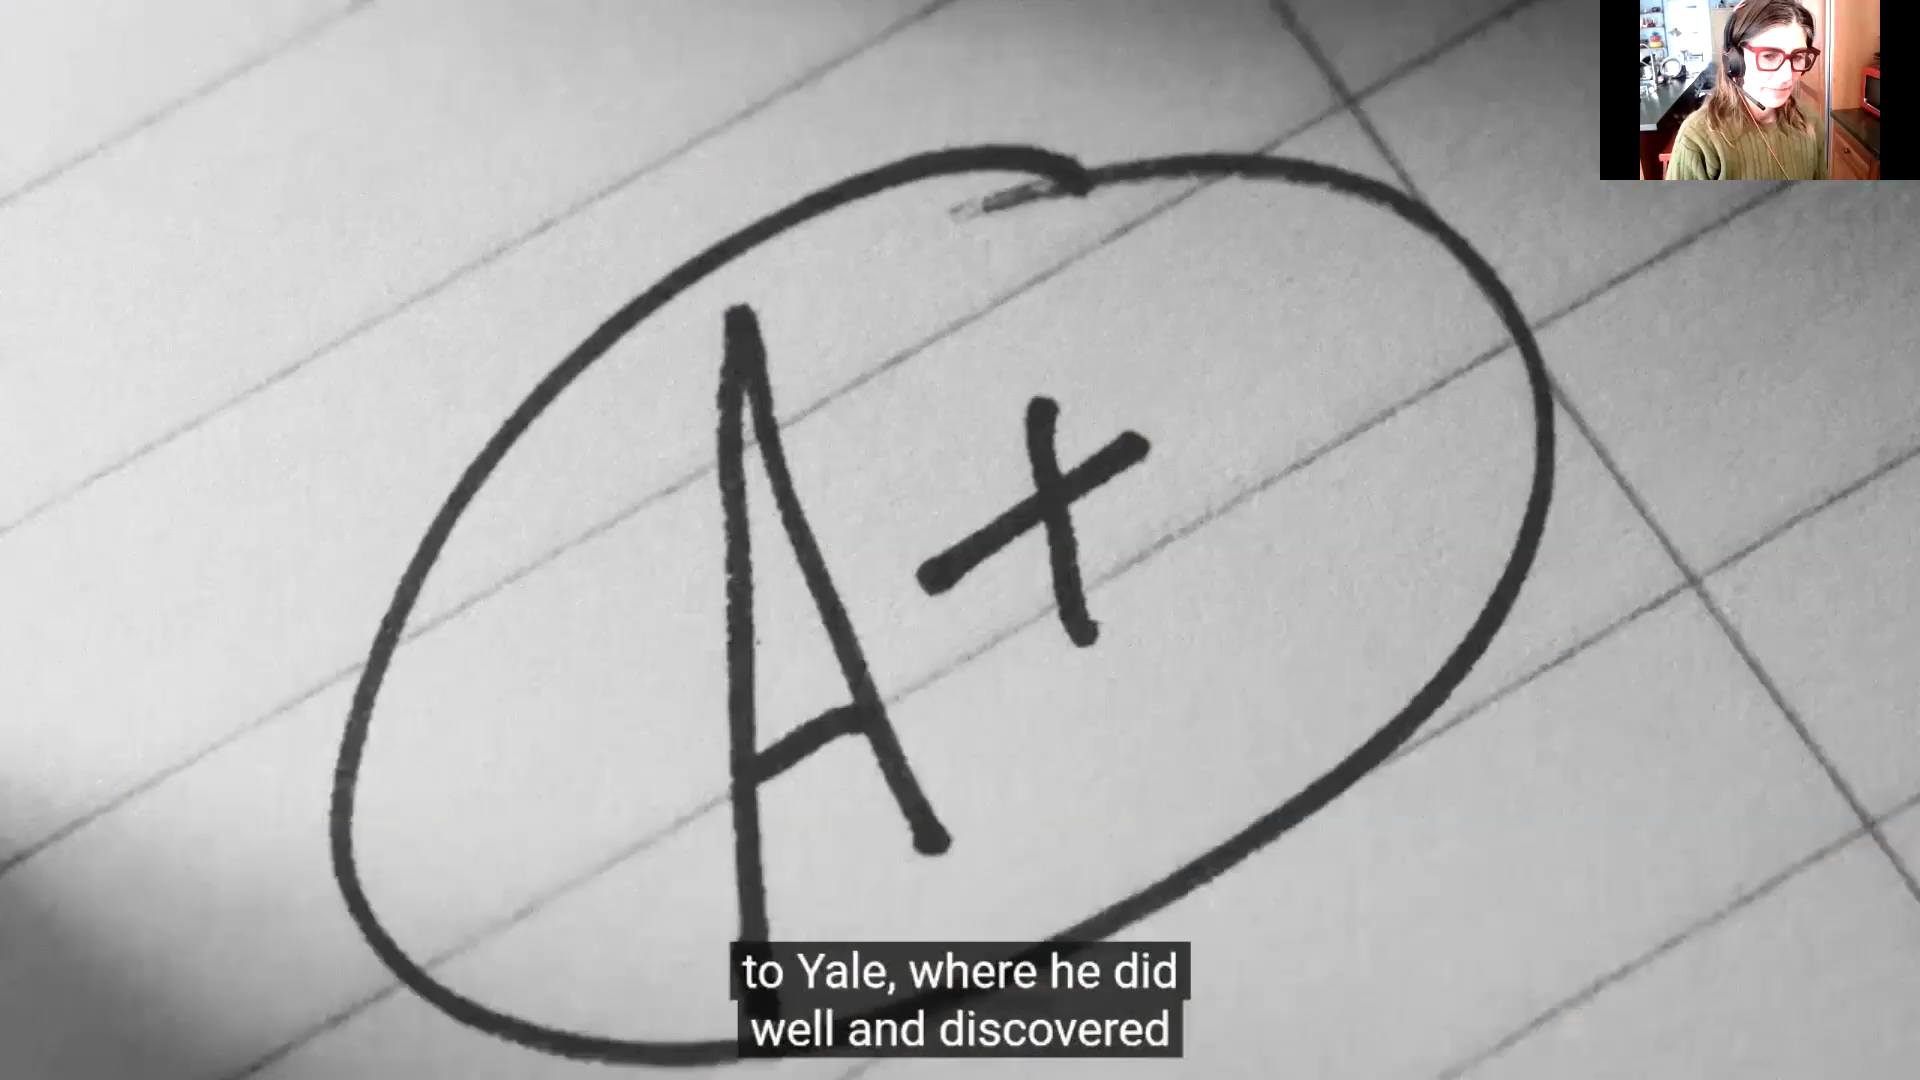 A+
to Yale, where he did
well and discovered